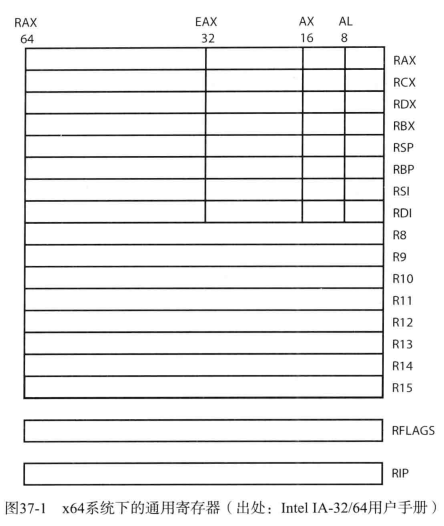 RAX EAX AX AL
64 32 16 8
RAX
RCX
RDX
RBX
RSP
RBP
RSI
RDI
R8
R9
R10
R11
R12
R13
R14
R15
RFLAGS
RIP
图37-1 x64系统下的通用寄存器（出处：Intel IA-32/64用户手册）